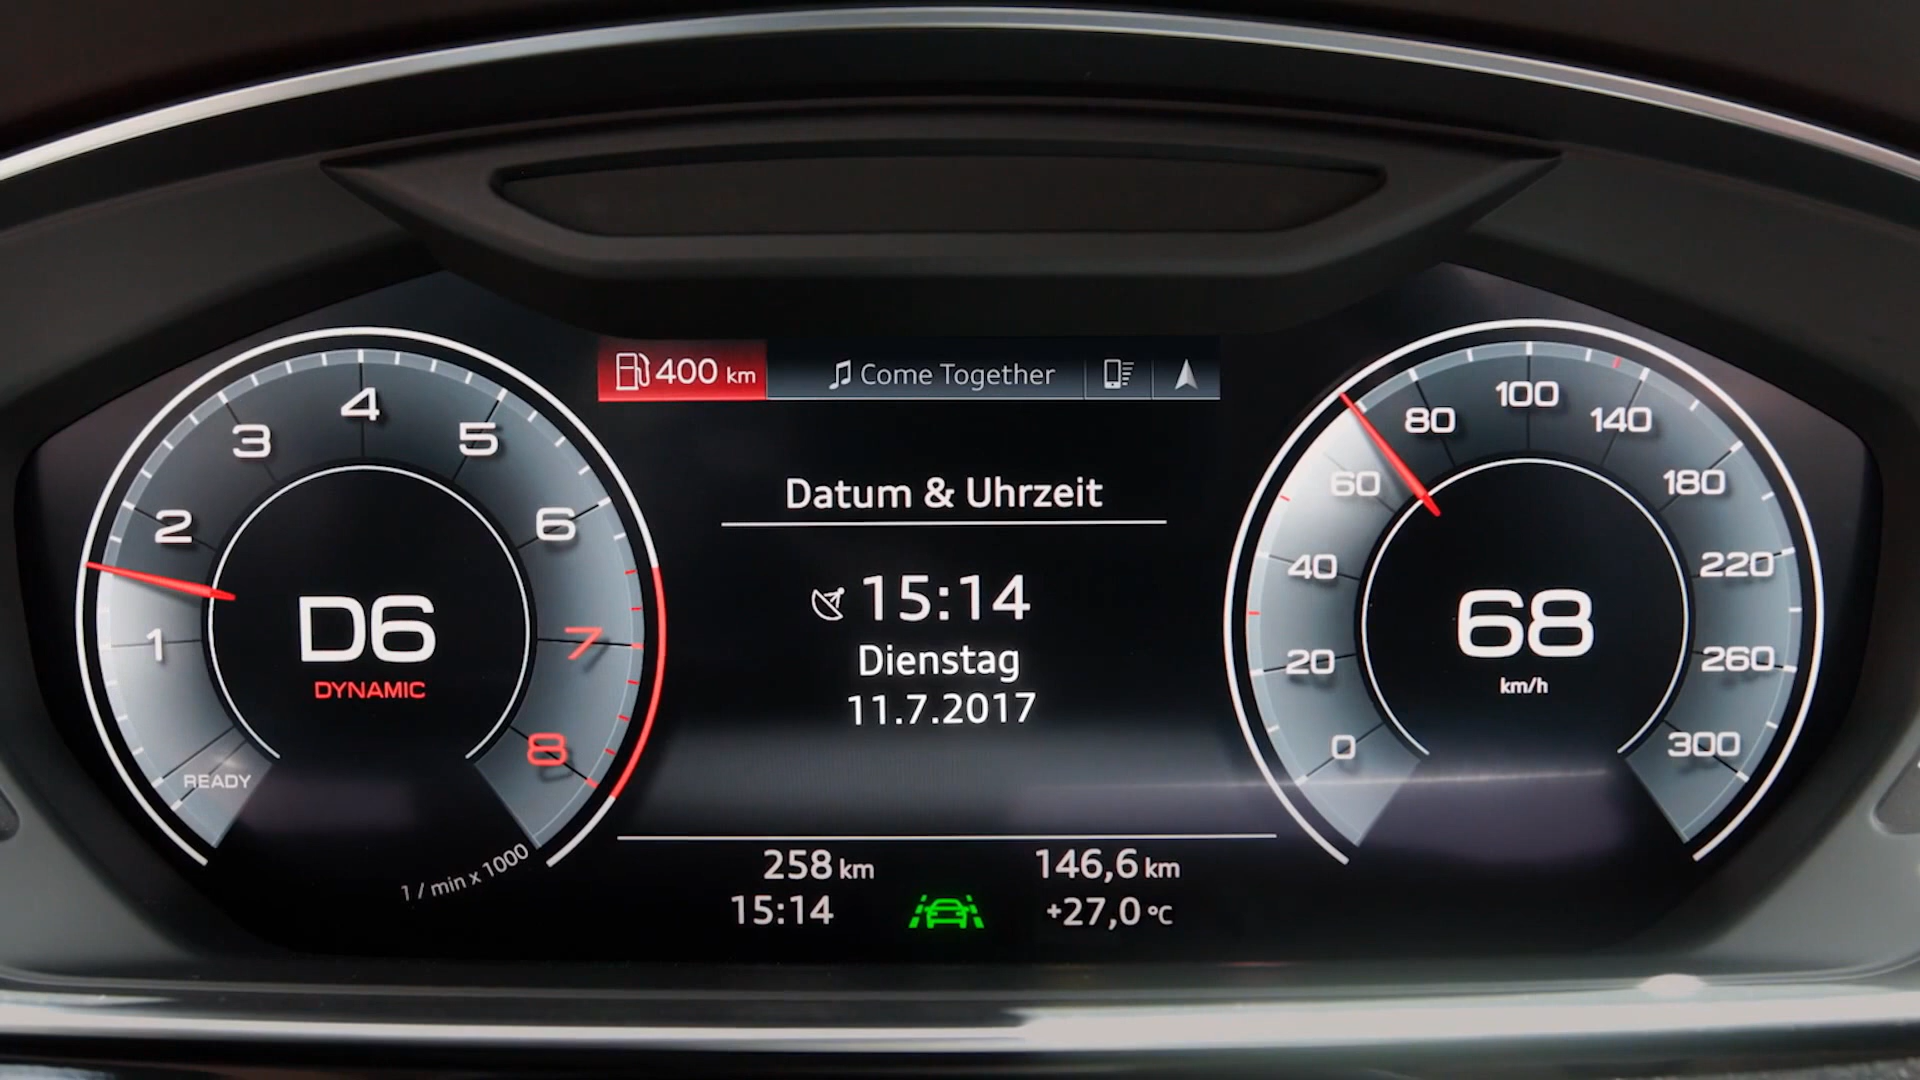 400 km
Come Together
Datum & Uhrzeit
15:14
Dienstag
11.7.2017
258 km
146,6 km
15:14
+27,0 °C
READY
1
2
3
4
5
6
7
8
D6
DYNAMIC
1 / min x 1000
0
20
40
60
80
100
140
180
220
260
300
68
km/h